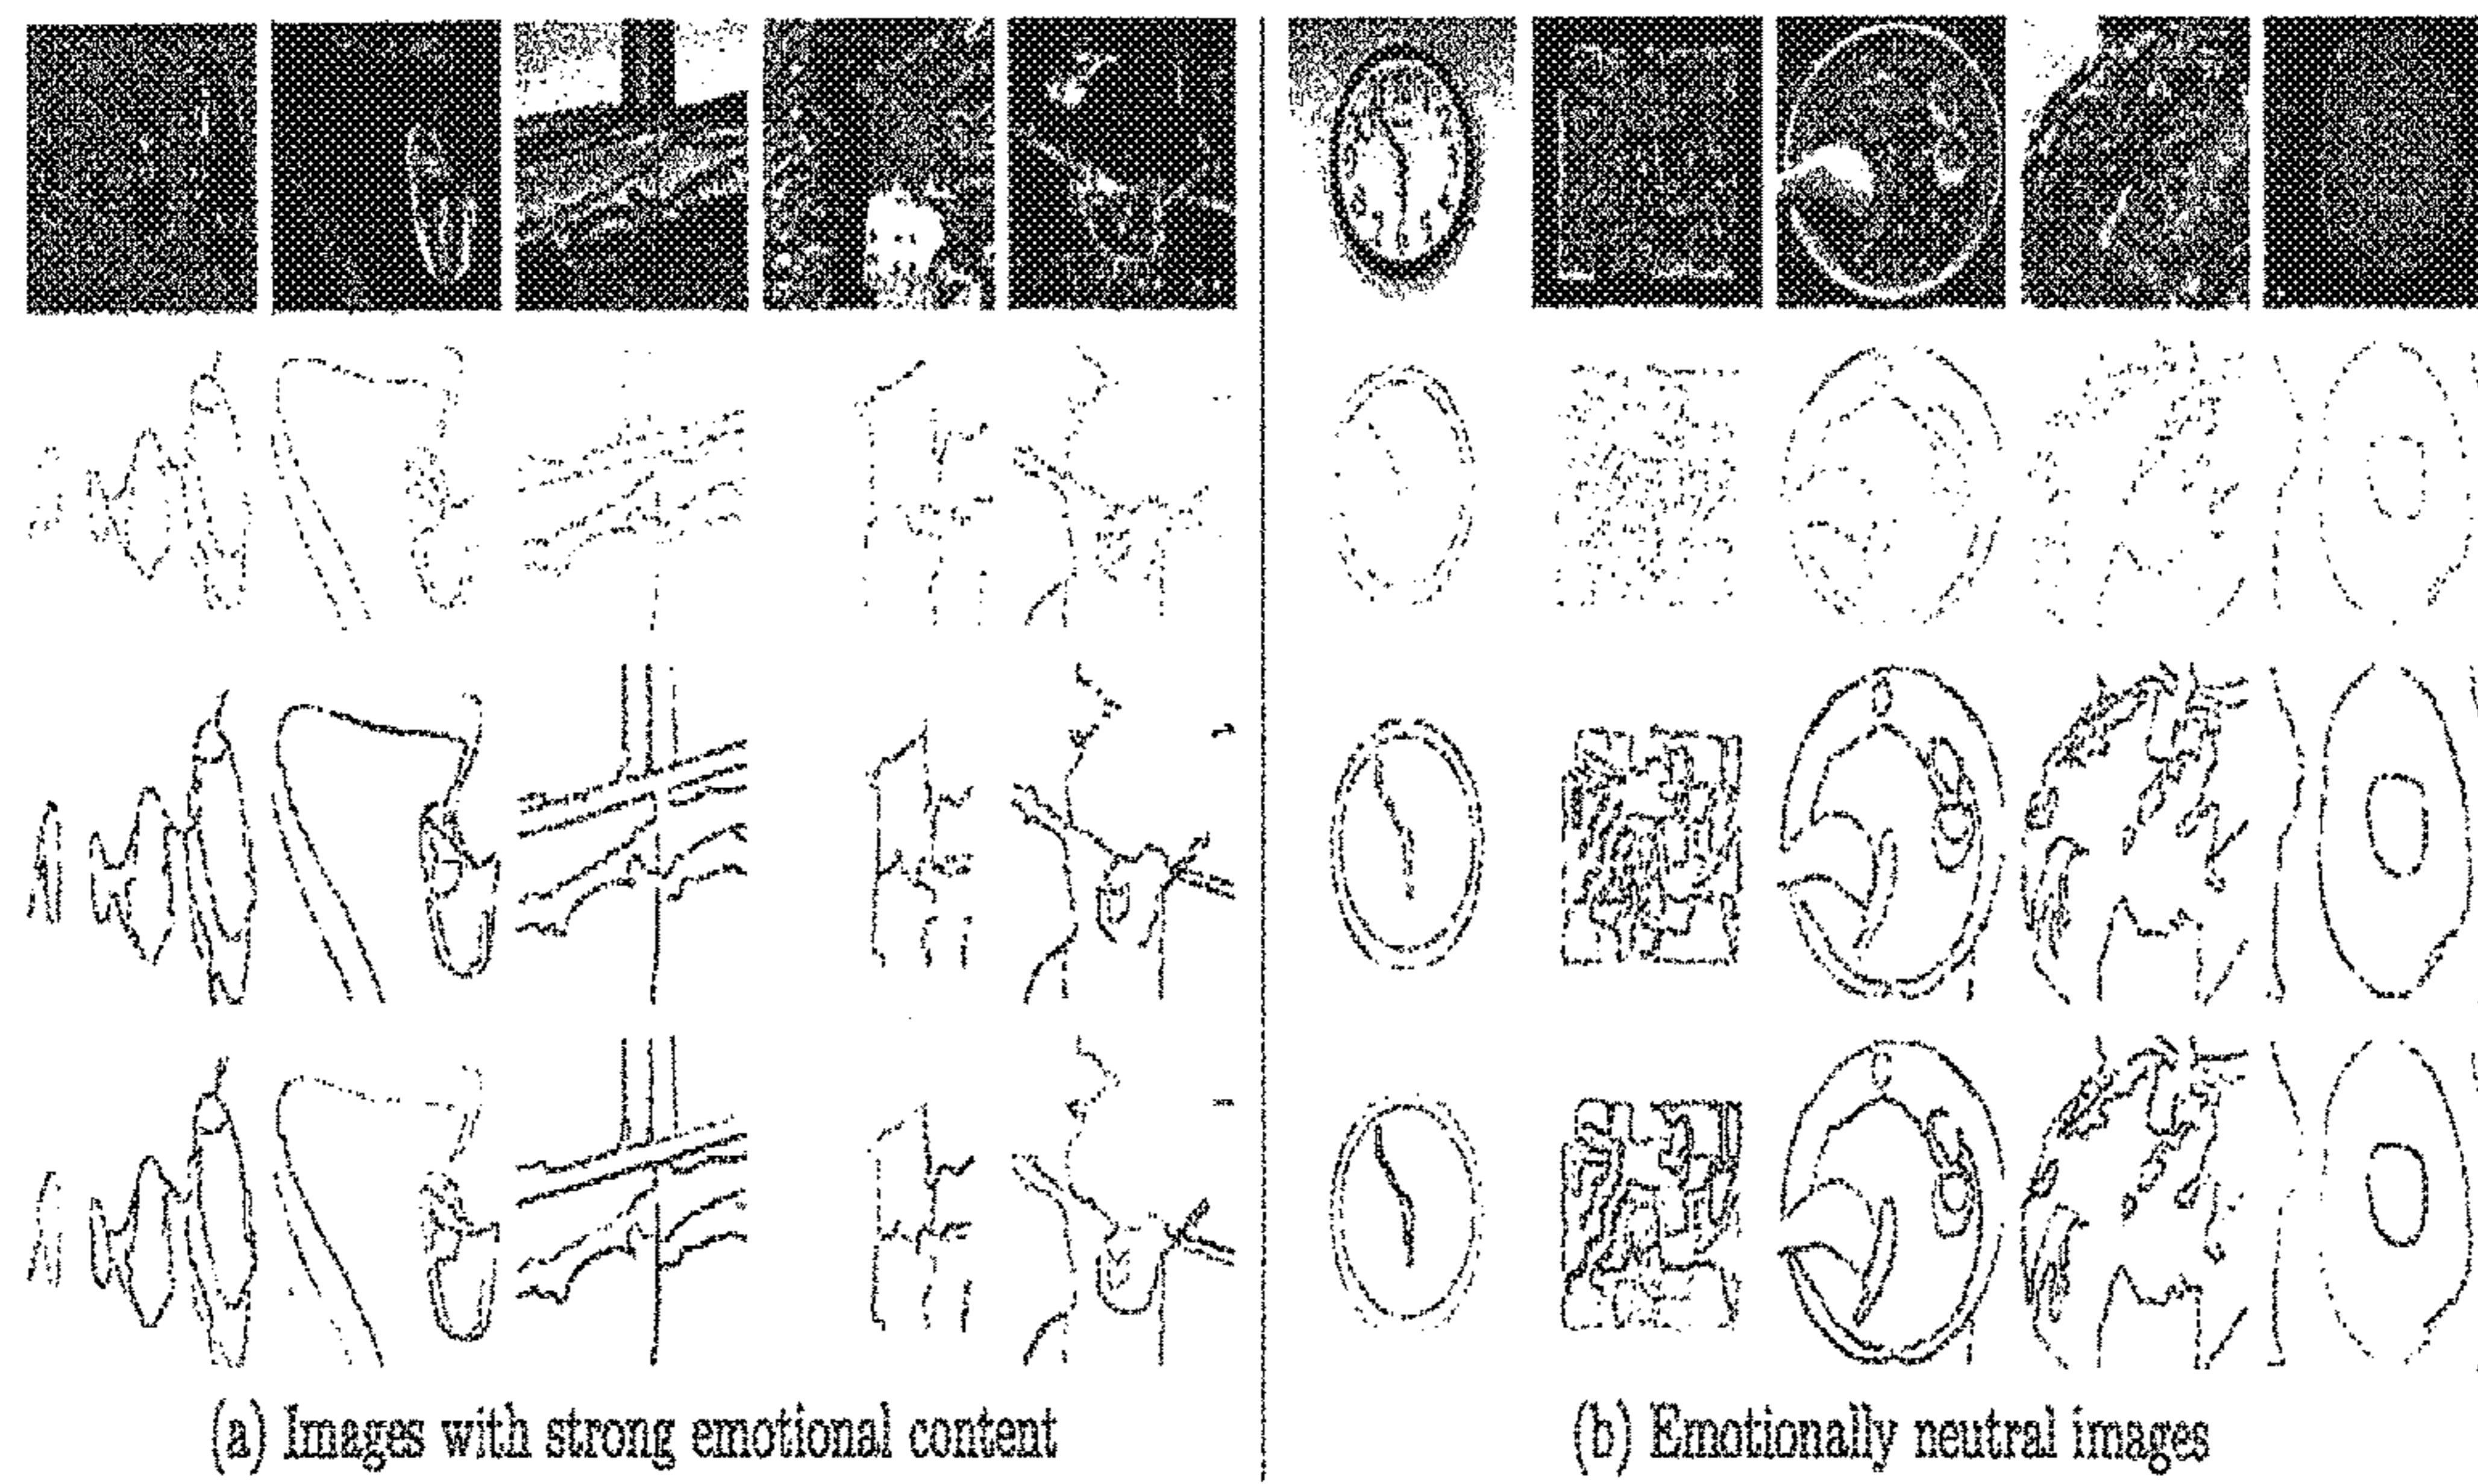 (a) Images with strong emotional content
(b) Emotionally neutral images